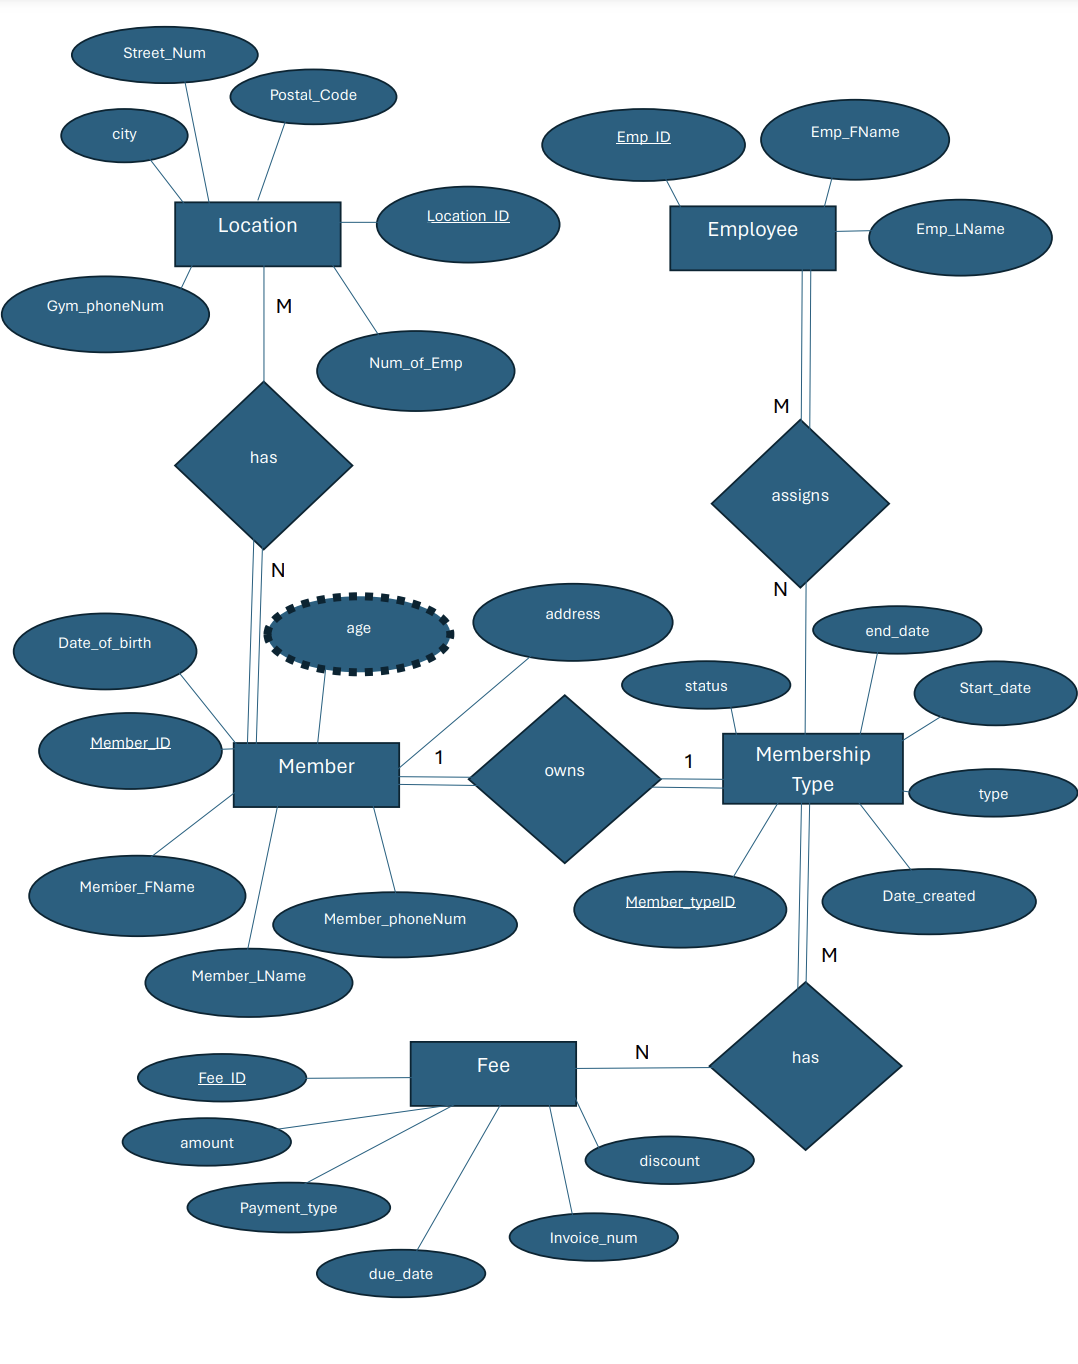 Street_Num
Postal_Code
city
Location
Location_ID
Gym_phoneNum
M
Num_of_Emp
has
N
Emp_ID
Emp_FName
Employee
Emp_LName
M
assigns
N
Date_of_birth
age
address
Member_ID
Member
1
owns
1
status
end_date
Start_date
Membership
Type
type
Member_FName
Member_phoneNum
Member_LName
Member_typeID
Date_created
M
has
N
Fee
Fee_ID
amount
Payment_type
due_date
Invoice_num
discount